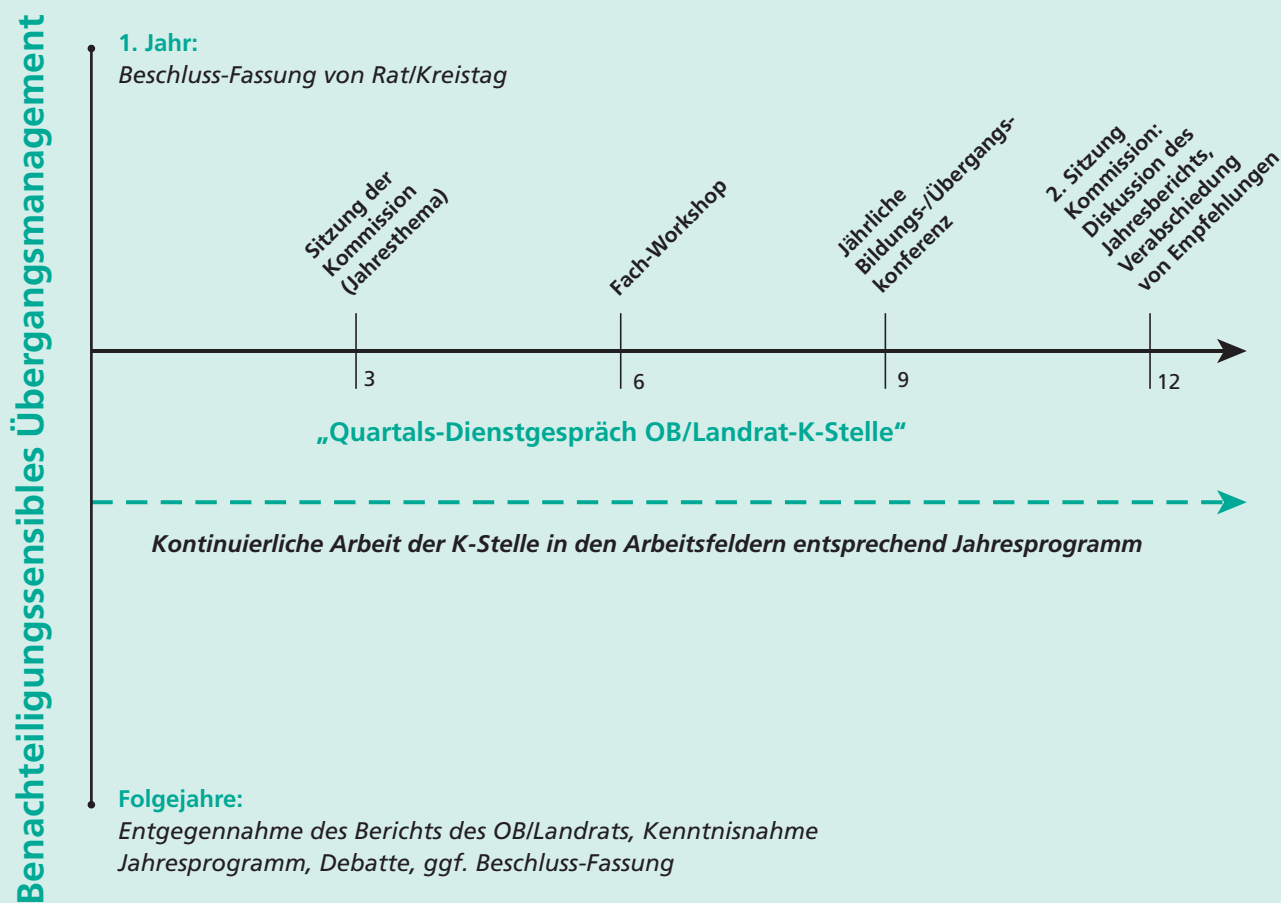 Benachteiligungssensibles Übergangsmanagement
1. Jahr:
Beschluss-Fassung von Rat/Kreistag
Sitzung der
Kommission
(Jahresthema)
Fach-Workshop
Jährliche
Bildungs-/Übergangs-
konferenz
2. Sitzung
Kommission:
Diskussion des
Jahresberichts,
Verabschiedung
von Empfehlungen
3
6
9
12
„Quartals-Dienstgespräch OB/Landrat-K-Stelle“
Kontinuierliche Arbeit der K-Stelle in den Arbeitsfeldern entsprechend Jahresprogramm
Folgejahre:
Entgegennahme des Berichts des OB/Landrats, Kenntnisnahme
Jahresprogramm, Debatte, ggf. Beschluss-Fassung